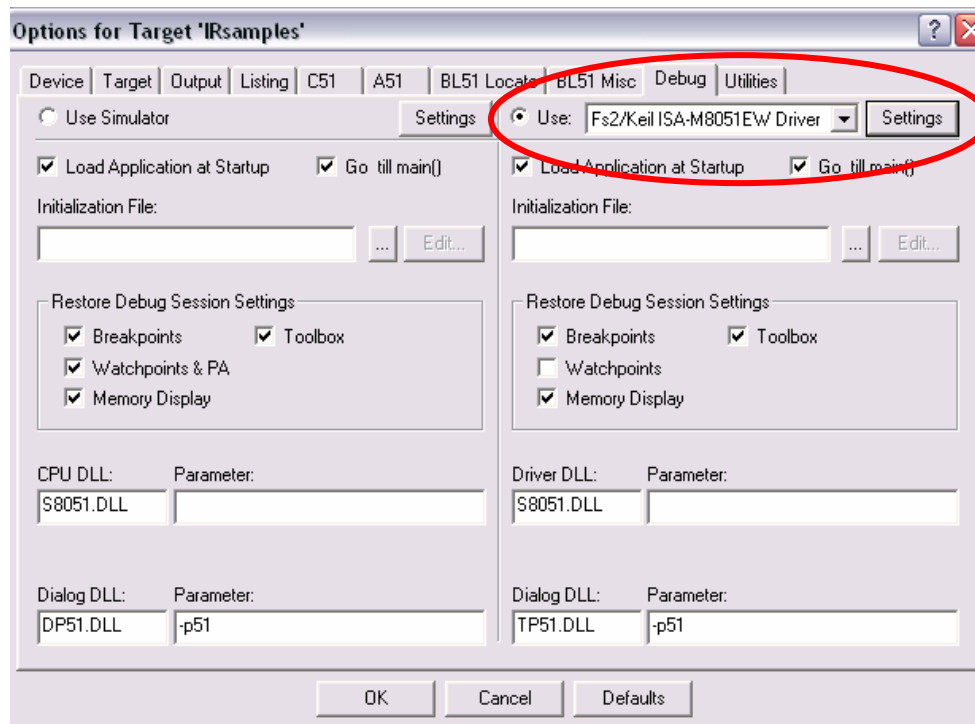 Options for Target 'IRsamples'
Device Target Output Listing C51 A51 BL51 Locate BL51 Misc Debug Utilities
Use Simulator Settings
Load Application at Startup Go till main()
Initialization File:
... Edit...
Restore Debug Session Settings
Breakpoints Toolbox
Watchpoints & PA
Memory Display
CPU DLL: Parameter:
S8051.DLL
Dialog DLL: Parameter:
DP51.DLL -p51
Use: Fs2/Keil ISA-M8051EW Driver Settings
Load Application at Startup Go till main()
Initialization File:
... Edit...
Restore Debug Session Settings
Breakpoints Toolbox
Watchpoints
Memory Display
Driver DLL: Parameter:
S8051.DLL
Dialog DLL: Parameter:
TP51.DLL -p51
OK Cancel Defaults